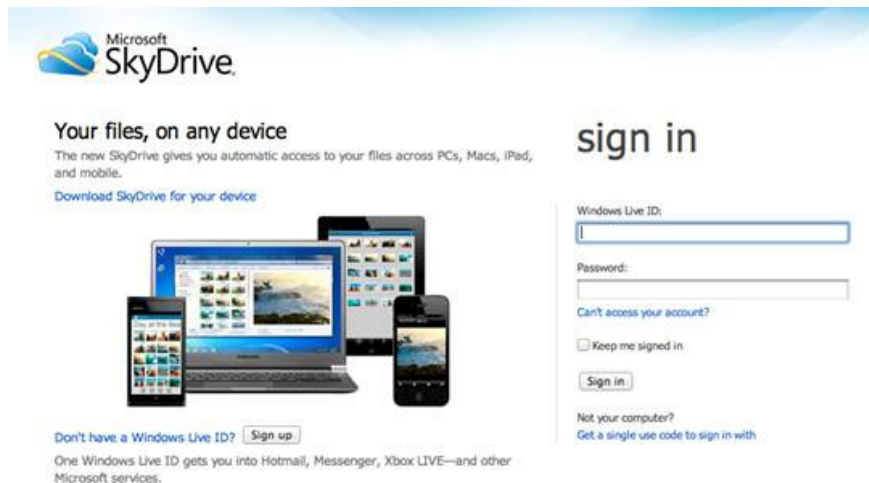 Microsoft
SkyDrive
Your files, on any device
The new SkyDrive gives you automatic access to your files across PCs, Macs, iPad,
and mobile.
Download SkyDrive for your device
Day at the Bea
Don't have a Windows Live ID? Sign up
One Windows Live ID gets you into Hotmail, Messenger, Xbox LIVE—and other
Microsoft services.
sign in
Windows Live ID:
Password:
Can't access your account?
Keep me signed in
Sign in
Not your computer?
Get a single use code to sign in with